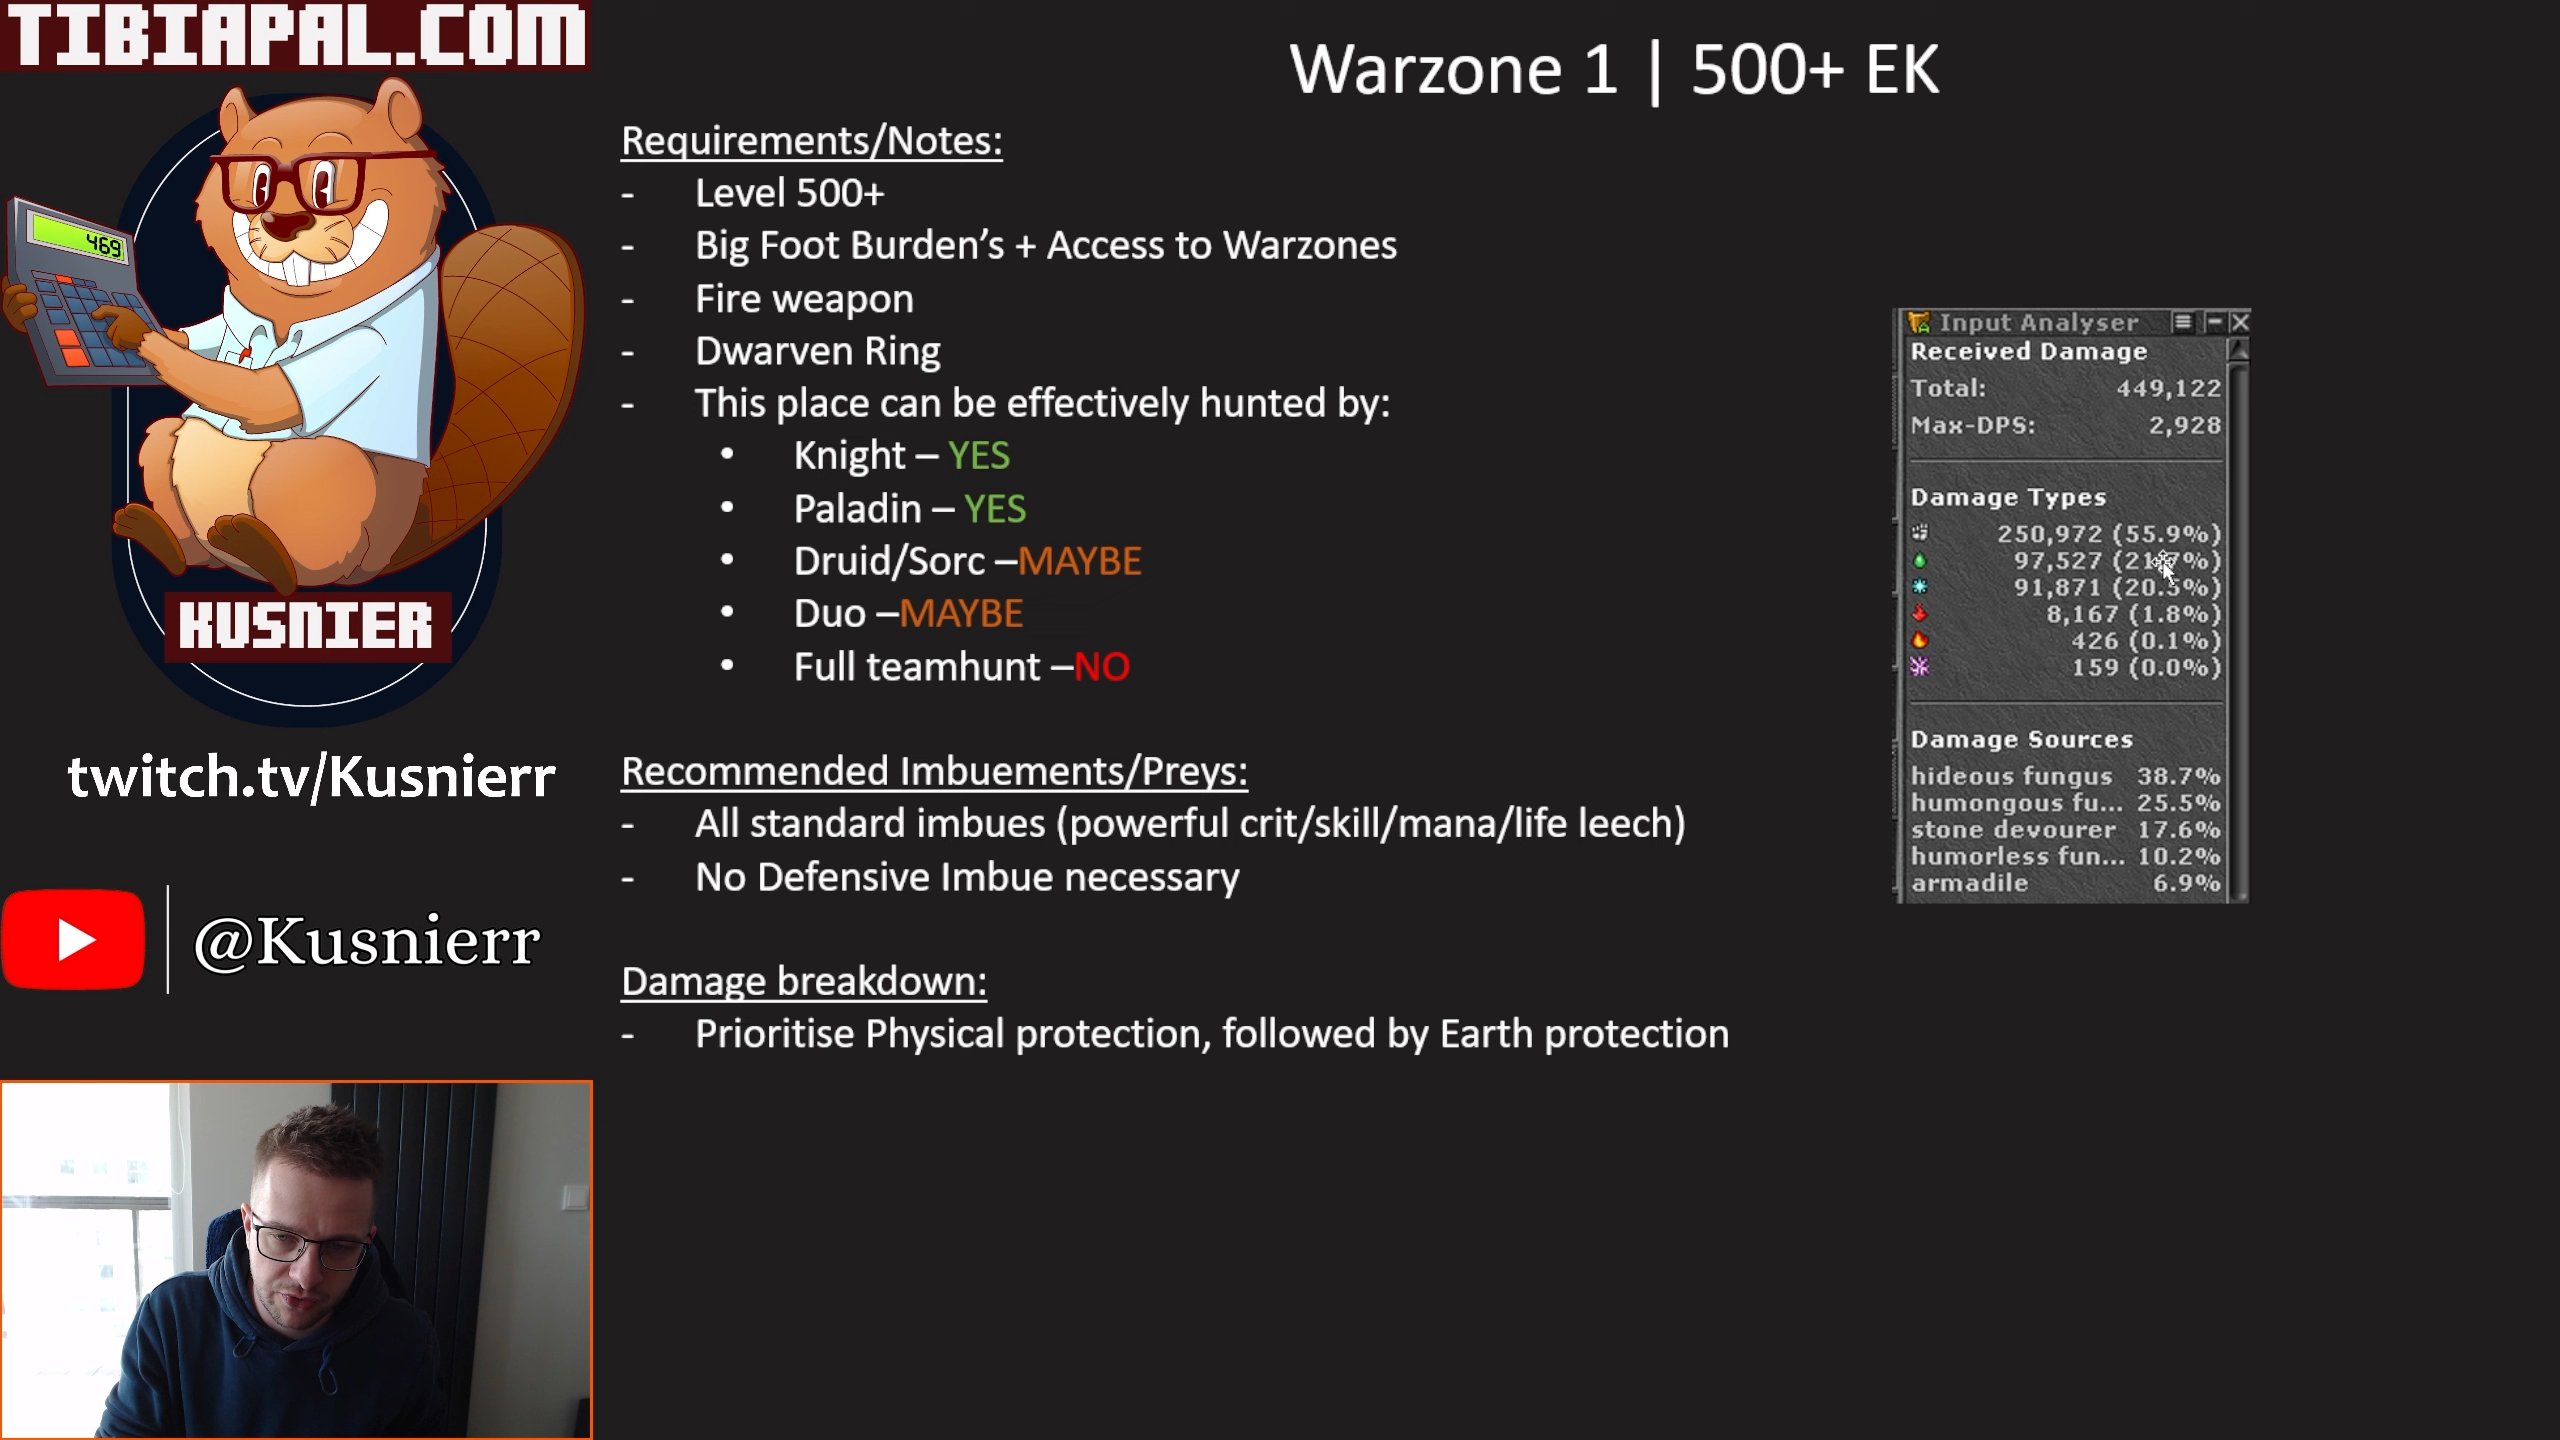 TIBIAPAL.COM
469
KUSNIER
twitch.tv/Kusnierr
@Kusnierr
Warzone 1 | 500+ EK
Requirements/Notes:
- Level 500+
- Big Foot Burden’s + Access to Warzones
- Fire weapon
- Dwarven Ring
- This place can be effectively hunted by:
• Knight – YES
• Paladin – YES
• Druid/Sorc –MAYBE
• Duo –MAYBE
• Full teamhunt –NO
Recommended Imbuements/Preys:
- All standard imbues (powerful crit/skill/mana/life leech)
- No Defensive Imbue necessary
Damage breakdown:
- Prioritise Physical protection, followed by Earth protection
Input Analyser
Received Damage
Total: 449,122
Max-DPS: 2,928
Damage Types
250,972 (55.9%)
97,527 (21.7%)
91,871 (20.5%)
8,167 (1.8%)
426 (0.1%)
159 (0.0%)
Damage Sources
hideous fungus 38.7%
humongous fu... 25.5%
stone devourer 17.6%
humorless fun... 10.2%
armadile 6.9%